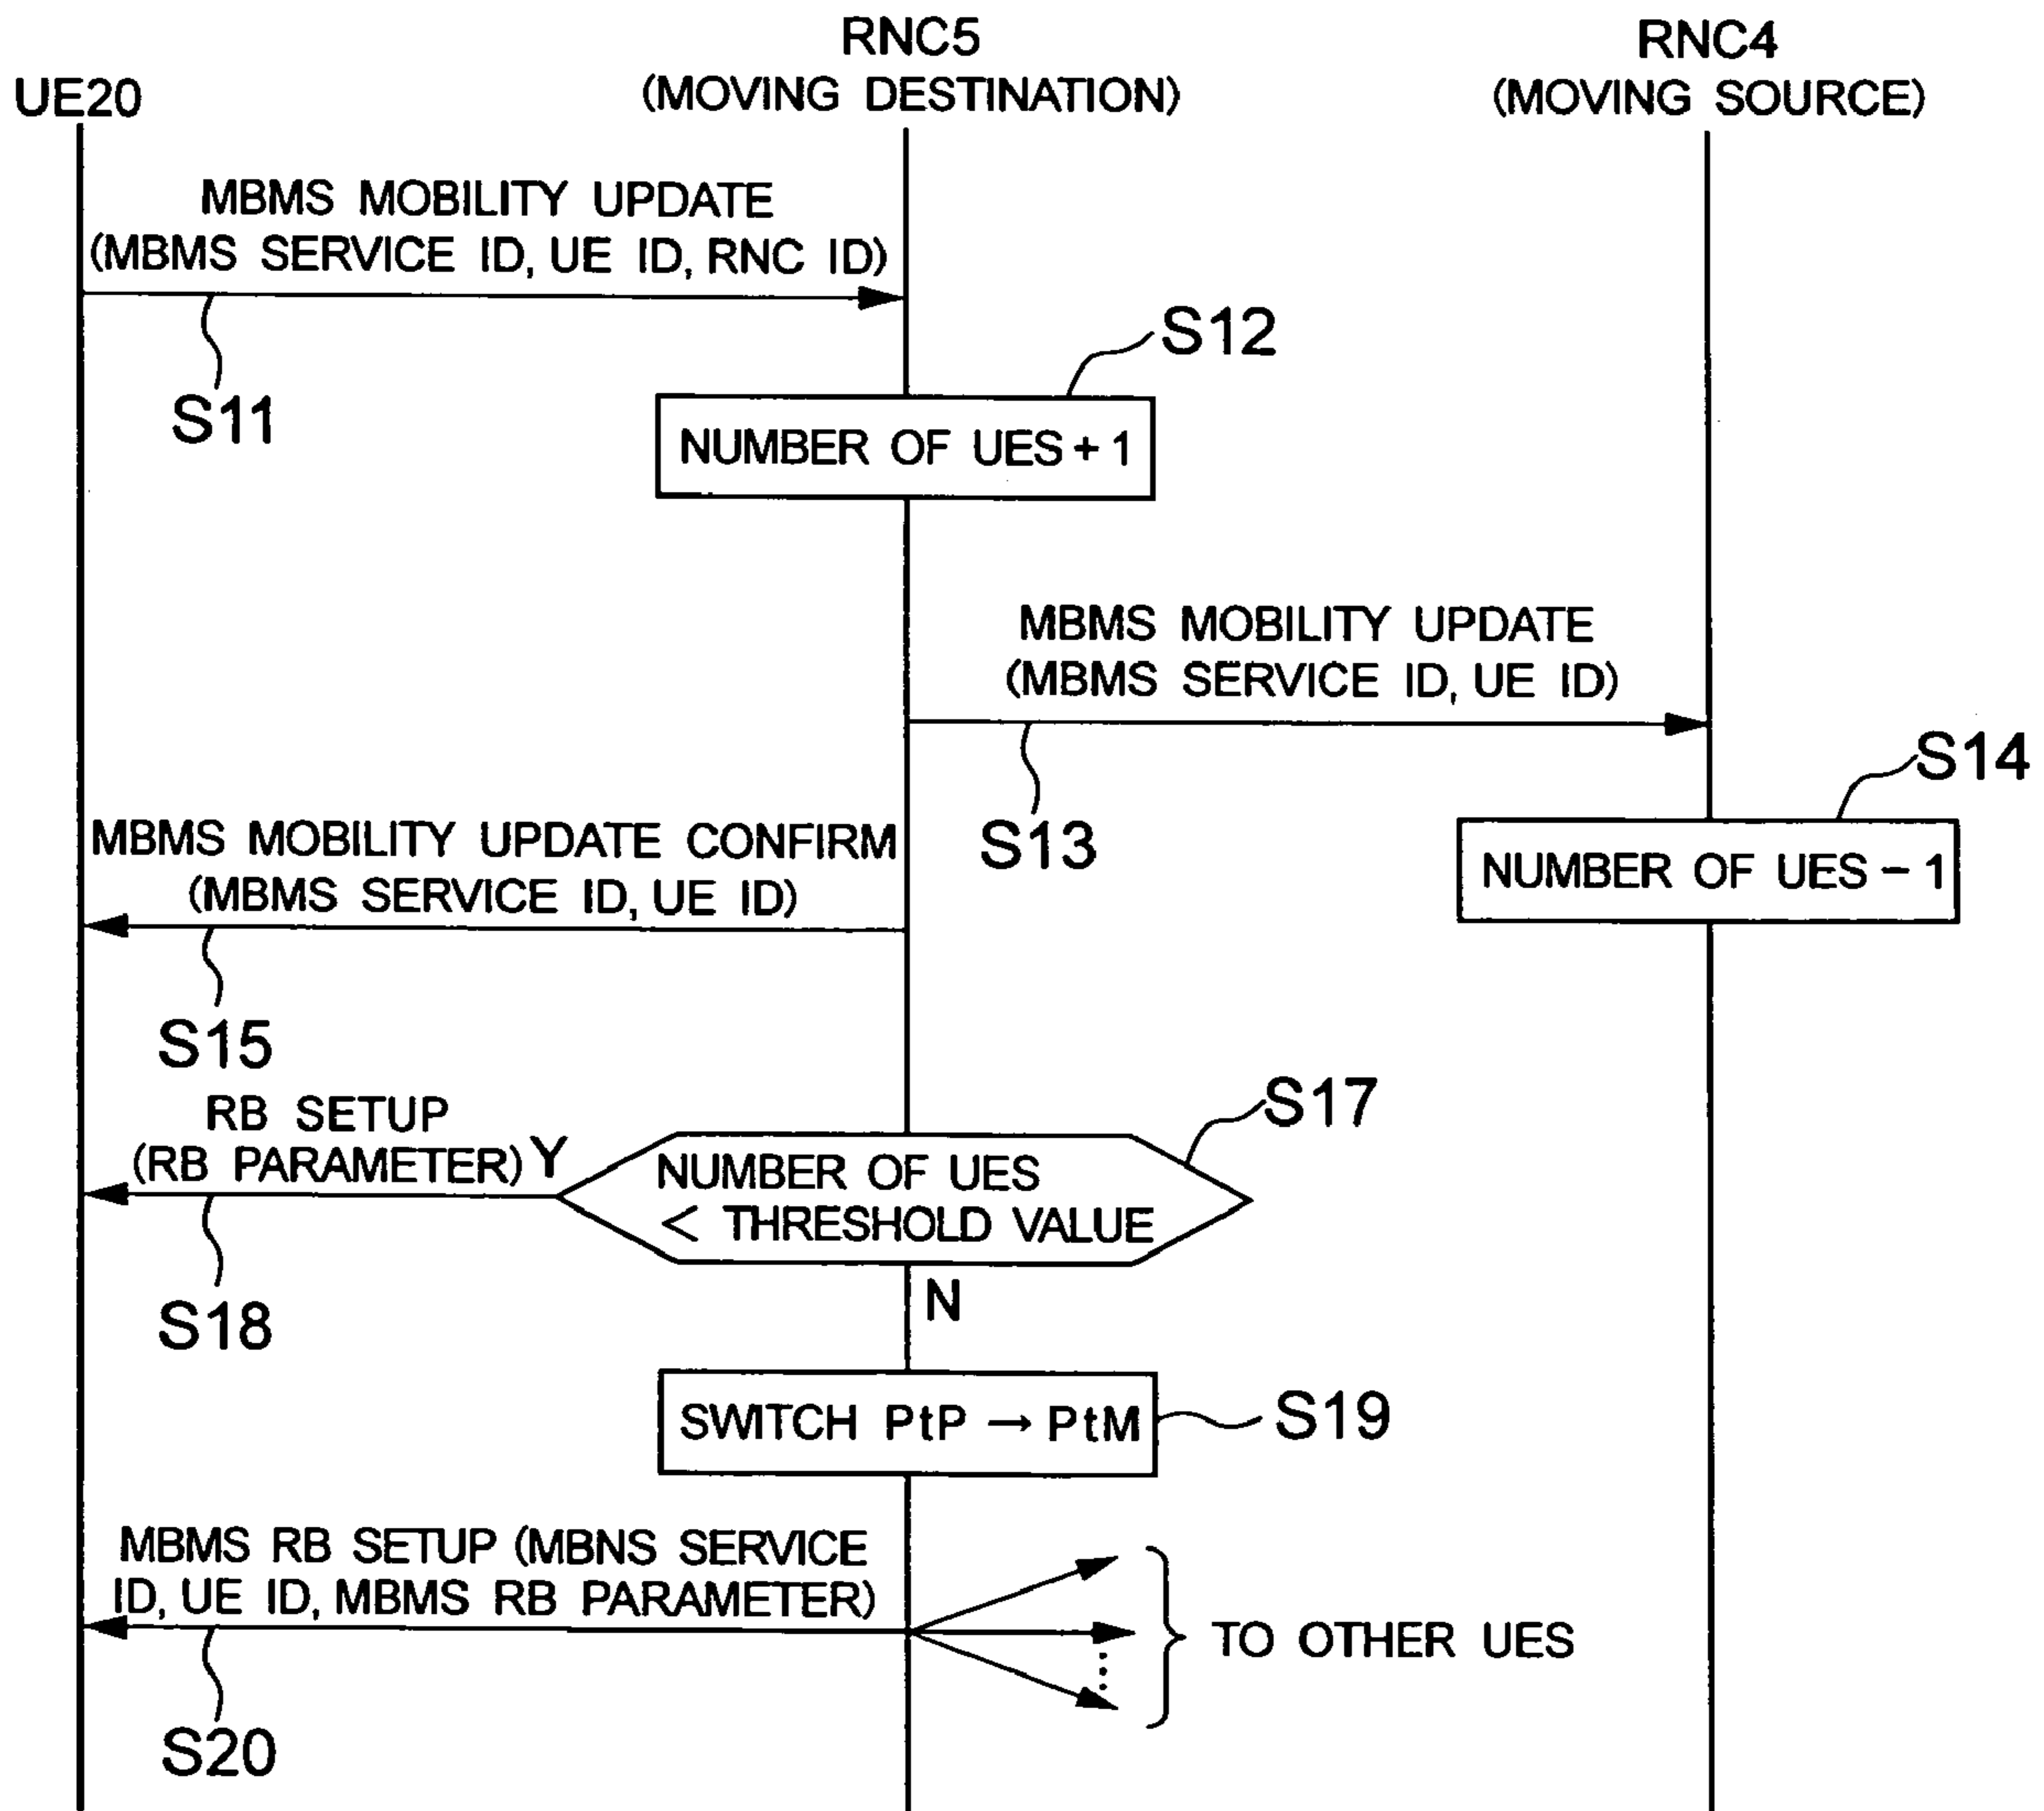 UE20
RNC5
(MOVING DESTINATION)
RNC4
(MOVING SOURCE)
MBMS MOBILITY UPDATE
(MBMS SERVICE ID, UE ID, RNC ID)
S11
S12
NUMBER OF UES + 1
MBMS MOBILITY UPDATE
(MBMS SERVICE ID, UE ID)
S13
S14
NUMBER OF UES − 1
MBMS MOBILITY UPDATE CONFIRM
(MBMS SERVICE ID, UE ID)
S15
S17
RB SETUP
(RB PARAMETER) Y
NUMBER OF UES
< THRESHOLD VALUE
S18
N
SWITCH PtP → PtM
S19
MBMS RB SETUP (MBNS SERVICE
ID, UE ID, MBMS RB PARAMETER)
TO OTHER UES
S20